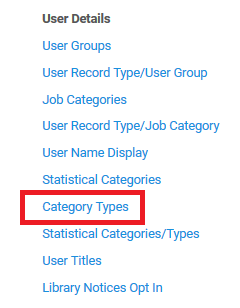 User Details
User Groups
User Record Type/User Group
Job Categories
User Record Type/Job Category
User Name Display
Statistical Categories
Category Types
Statistical Categories/Types
User Titles
Library Notices Opt In